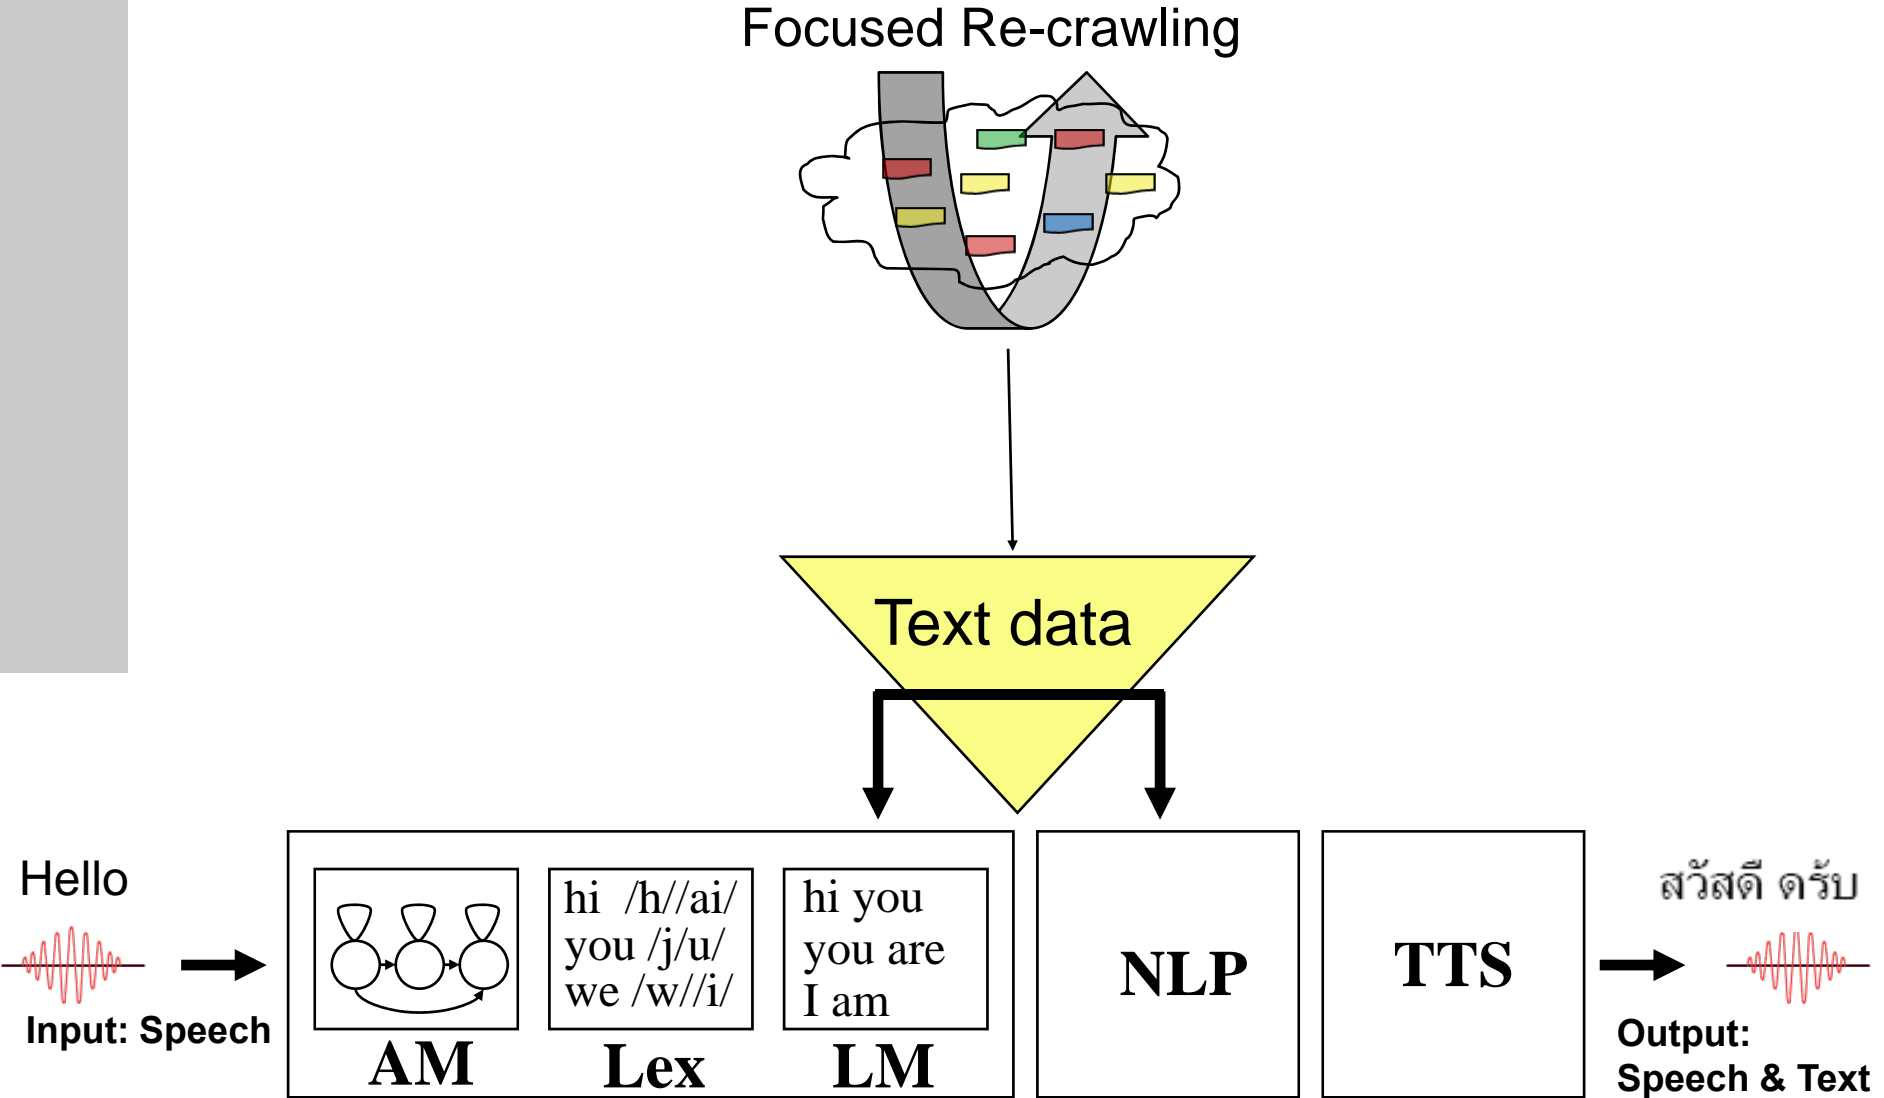 Focused Re-crawling
Text data
Hello
Input: Speech
hi /h//ai/
you /j/u/
we /w//i/
hi you
you are
I am
AM
Lex
LM
NLP
TTS
สวัสดี ดรับ
Output:
Speech & Text